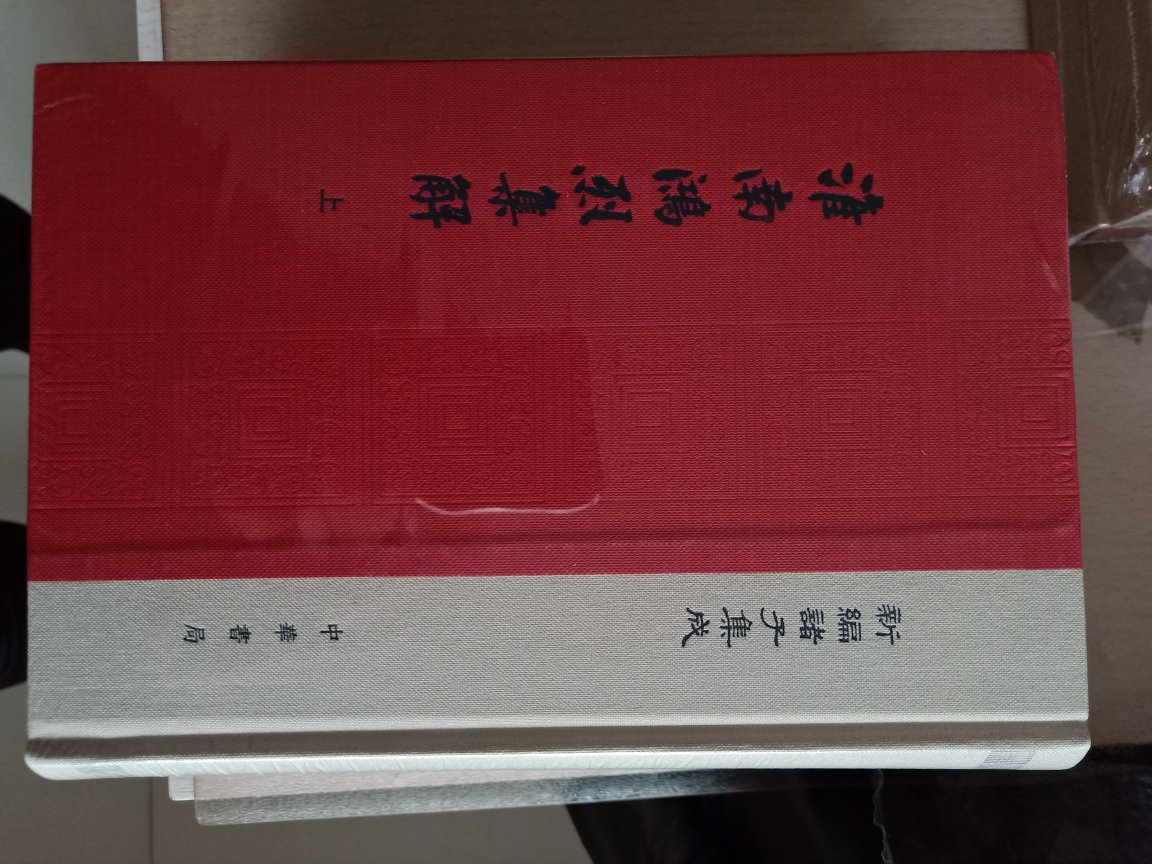 淮南鴻烈集解
上
新編諸子集成
中華書局